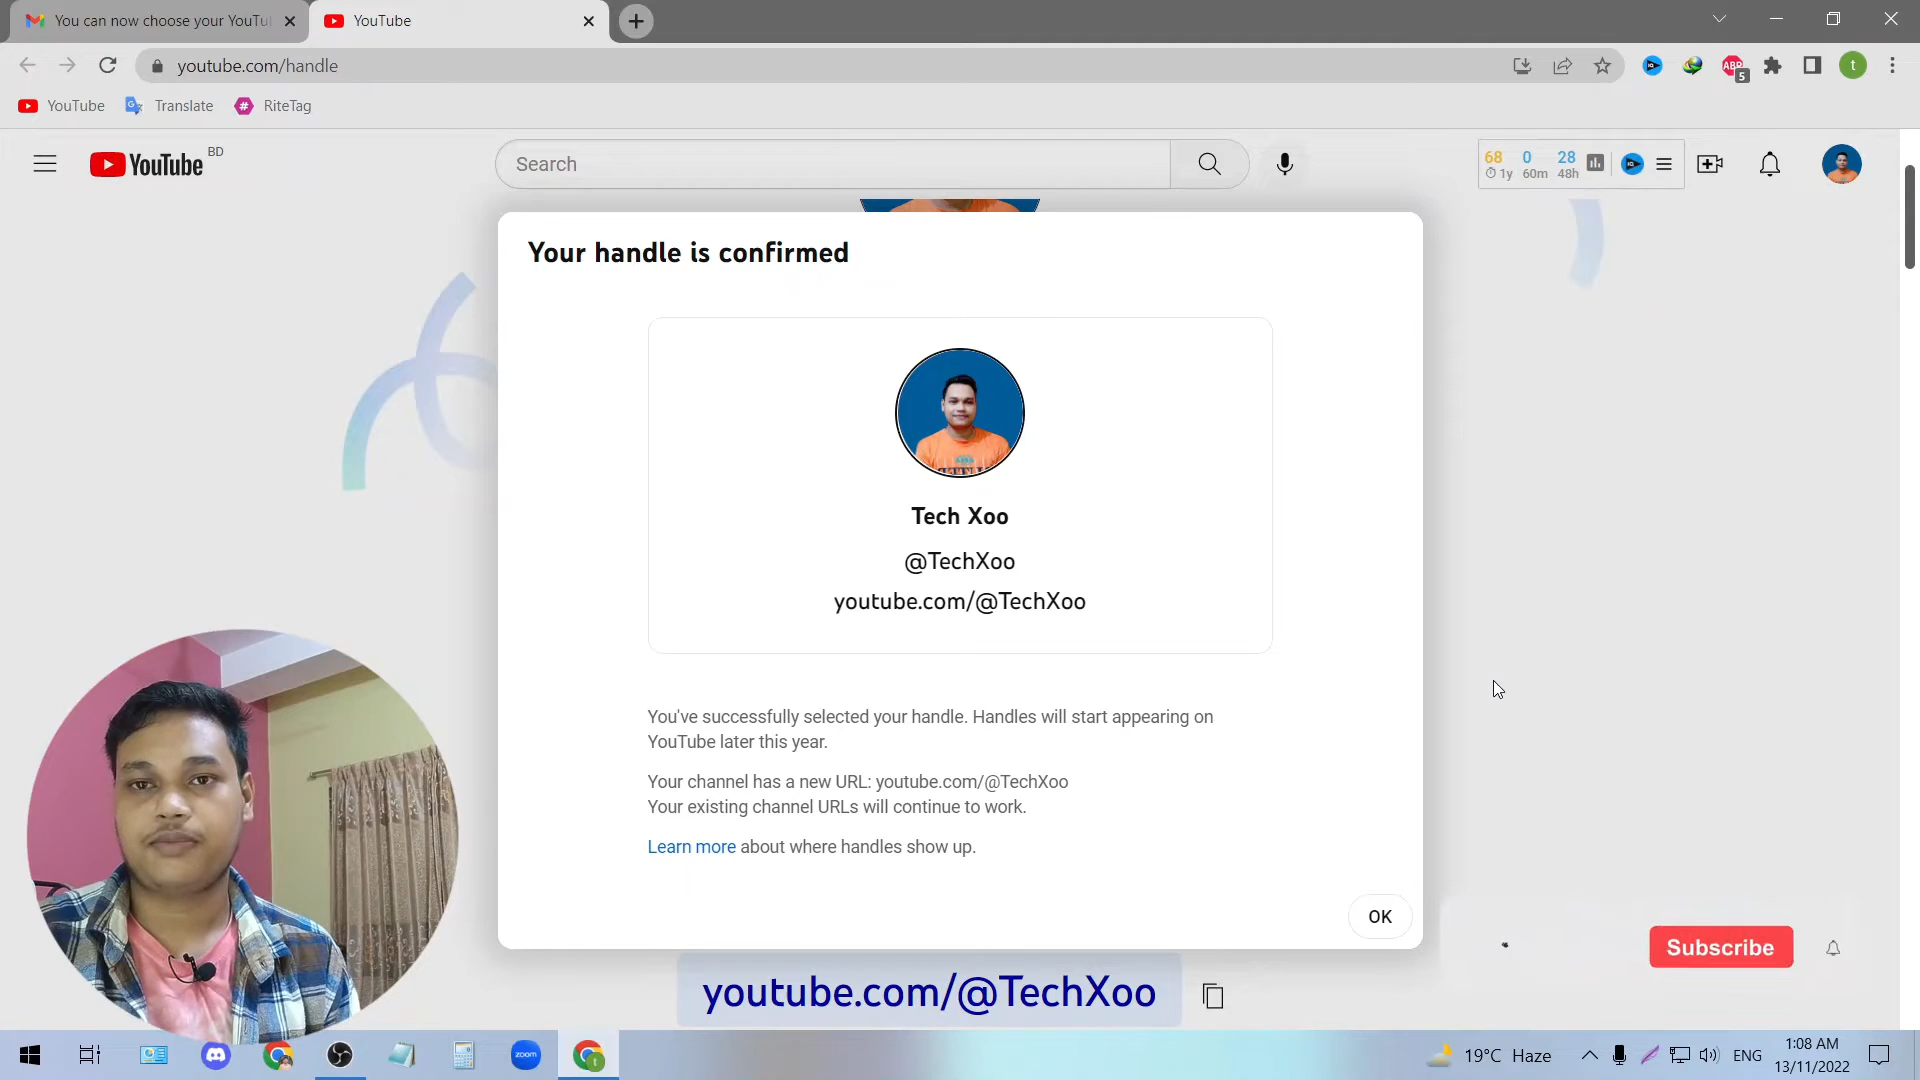 You can now choose your YouTu
YouTube
youtube.com/handle
ABP
5
t
YouTube
Translate
RiteTag
YouTube BD
Search
68 0 28
1y 60m 48h
Your handle is confirmed
Tech Xoo
@TechXoo
youtube.com/@TechXoo
You've successfully selected your handle. Handles will start appearing on
YouTube later this year.
Your channel has a new URL: youtube.com/@TechXoo
Your existing channel URLs will continue to work.
Learn more about where handles show up.
OK
Subscribe
youtube.com/@TechXoo
zoom
t
19°C Haze
ENG
1:08 AM
13/11/2022